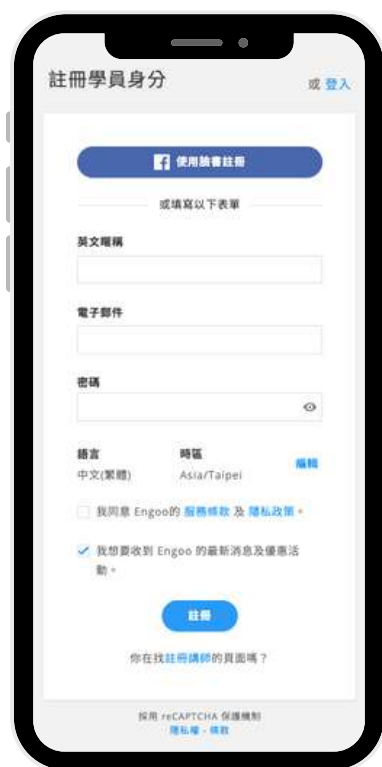 註冊學員身分
或 登入
使用臉書註冊
或填寫以下表單
英文暱稱
電子郵件
密碼
語言 時區
中文(繁體) Asia/Taipei 編輯
我同意 Engoo的 服務條款 及 隱私政策。
我想要收到 Engoo 的最新消息及優惠活
動。
註冊
你在找註冊講師的頁面嗎？
採用 reCAPTCHA 保護機制
隱私權 - 條款